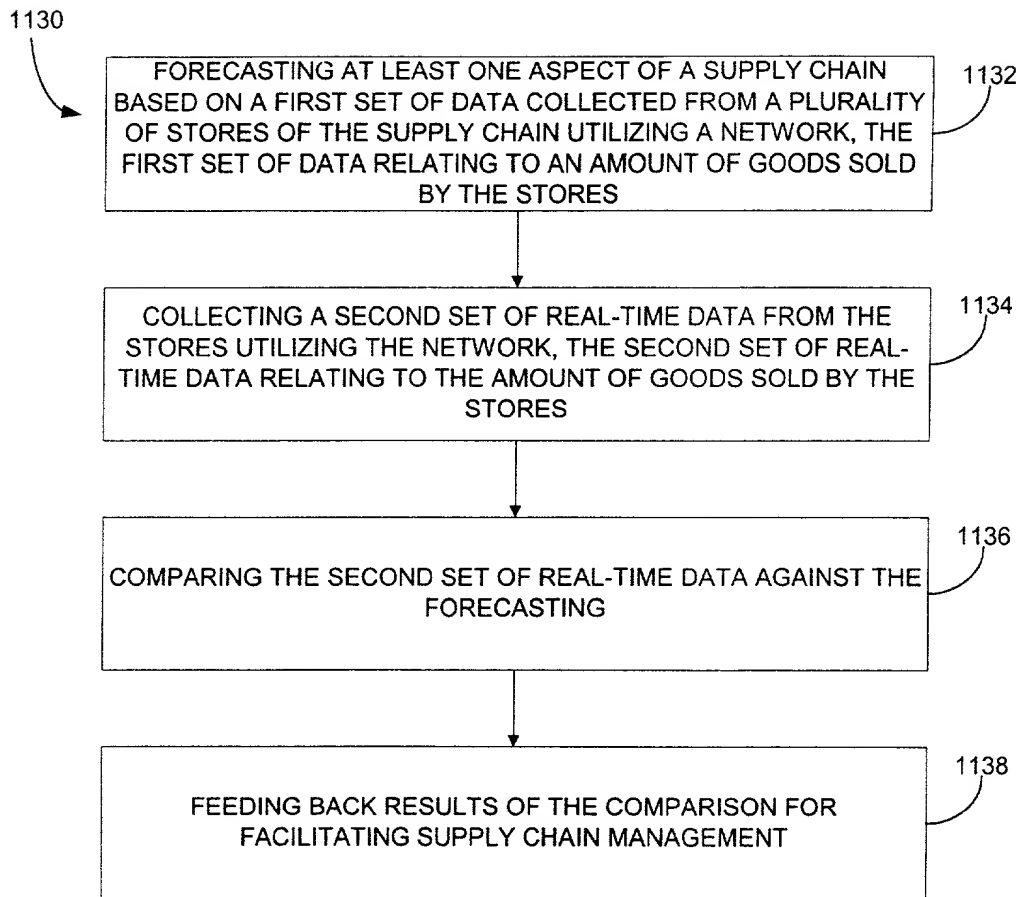 1130
FORECASTING AT LEAST ONE ASPECT OF A SUPPLY CHAIN
BASED ON A FIRST SET OF DATA COLLECTED FROM A PLURALITY
OF STORES OF THE SUPPLY CHAIN UTILIZING A NETWORK, THE
FIRST SET OF DATA RELATING TO AN AMOUNT OF GOODS SOLD
BY THE STORES
1132
COLLECTING A SECOND SET OF REAL-TIME DATA FROM THE
STORES UTILIZING THE NETWORK, THE SECOND SET OF REAL-
TIME DATA RELATING TO THE AMOUNT OF GOODS SOLD BY THE
STORES
1134
COMPARING THE SECOND SET OF REAL-TIME DATA AGAINST THE
FORECASTING
1136
FEEDING BACK RESULTS OF THE COMPARISON FOR
FACILITATING SUPPLY CHAIN MANAGEMENT
1138